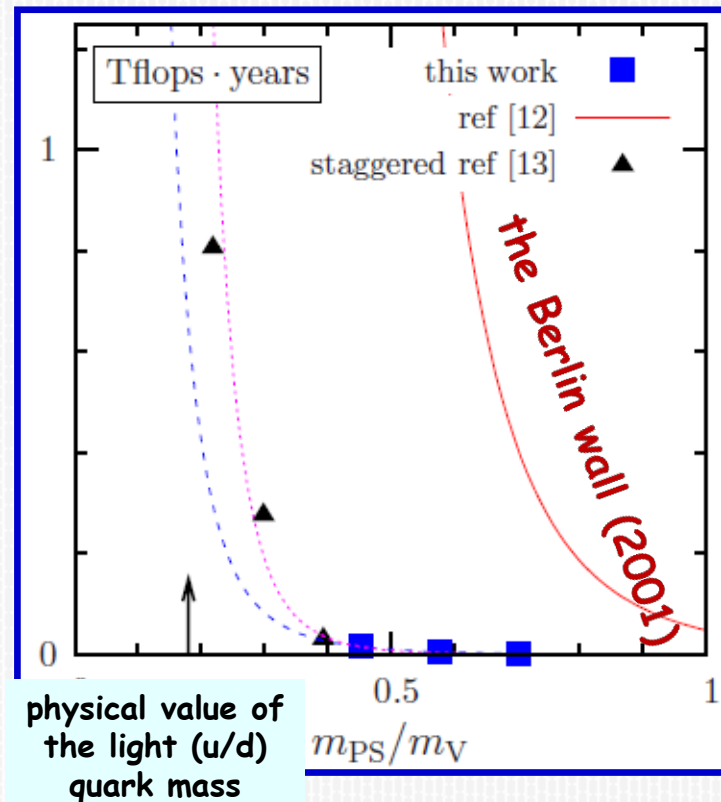 Tflops · years
this work
ref [12]
staggered ref [13]
1
the Berlin wall (2001)
0
0.5
1
m_PS/m_V
physical value of
the light (u/d)
quark mass